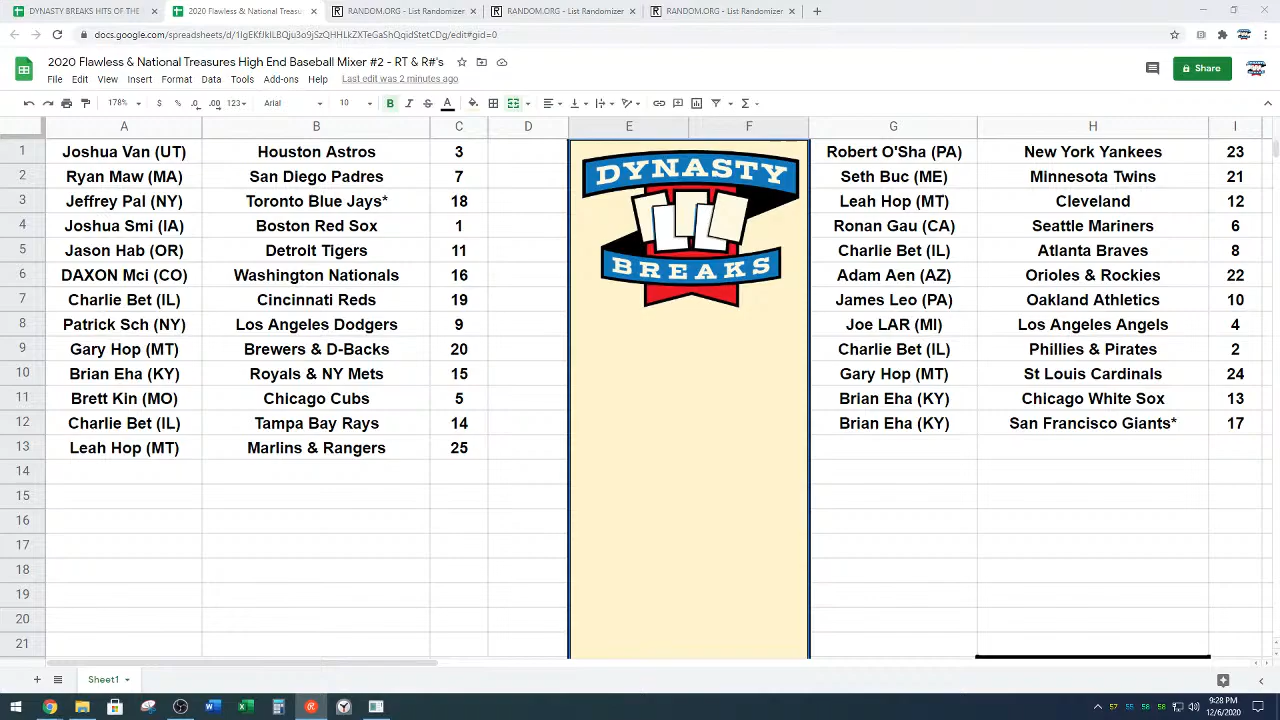 DYNASTY BREAKS HITS OF THE
2020 Flawless & National Treasu
RANDOM.ORG - List Randomizer
RANDOM.ORG - List Randomizer
RANDOM.ORG - List Randomizer
2020 Flawless & National Treasures High End Baseball Mixer #2 - RT & R#'s
File Edit View Insert Format Data Tools Add-ons Help Last edit was 2 minutes ago
Share
178% $ % .0 .00 123 Arial 10 B I S A
A B C D E F G H I
1 Joshua Van (UT) Houston Astros 3 Robert O'Sha (PA) New York Yankees 23
2 Ryan Maw (MA) San Diego Padres 7 Seth Buc (ME) Minnesota Twins 21
3 Jeffrey Pal (NY) Toronto Blue Jays* 18 Leah Hop (MT) Cleveland 12
4 Joshua Smi (IA) Boston Red Sox 1 Ronan Gau (CA) Seattle Mariners 6
5 Jason Hab (OR) Detroit Tigers 11 Charlie Bet (IL) Atlanta Braves 8
6 DAXON Mci (CO) Washington Nationals 16 Adam Aen (AZ) Orioles & Rockies 22
7 Charlie Bet (IL) Cincinnati Reds 19 James Leo (PA) Oakland Athletics 10
8 Patrick Sch (NY) Los Angeles Dodgers 9 Joe LAR (MI) Los Angeles Angels 4
9 Gary Hop (MT) Brewers & D-Backs 20 Charlie Bet (IL) Phillies & Pirates 2
10 Brian Eha (KY) Royals & NY Mets 15 Gary Hop (MT) St Louis Cardinals 24
11 Brett Kin (MO) Chicago Cubs 5 Brian Eha (KY) Chicago White Sox 13
12 Charlie Bet (IL) Tampa Bay Rays 14 Brian Eha (KY) San Francisco Giants* 17
13 Leah Hop (MT) Marlins & Rangers 25
14
15
16
17
18
19
20
21
DYNASTY
BREAKS
Sheet1
57 55 58 58
9:28 PM
12/6/2020